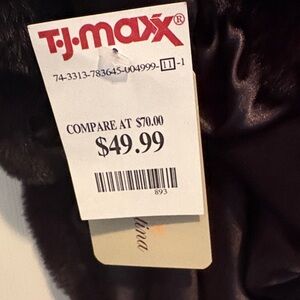 T·J·maxx®
74-3313-783645-004999-11-1
COMPARE AT $70.00
$49.99
893